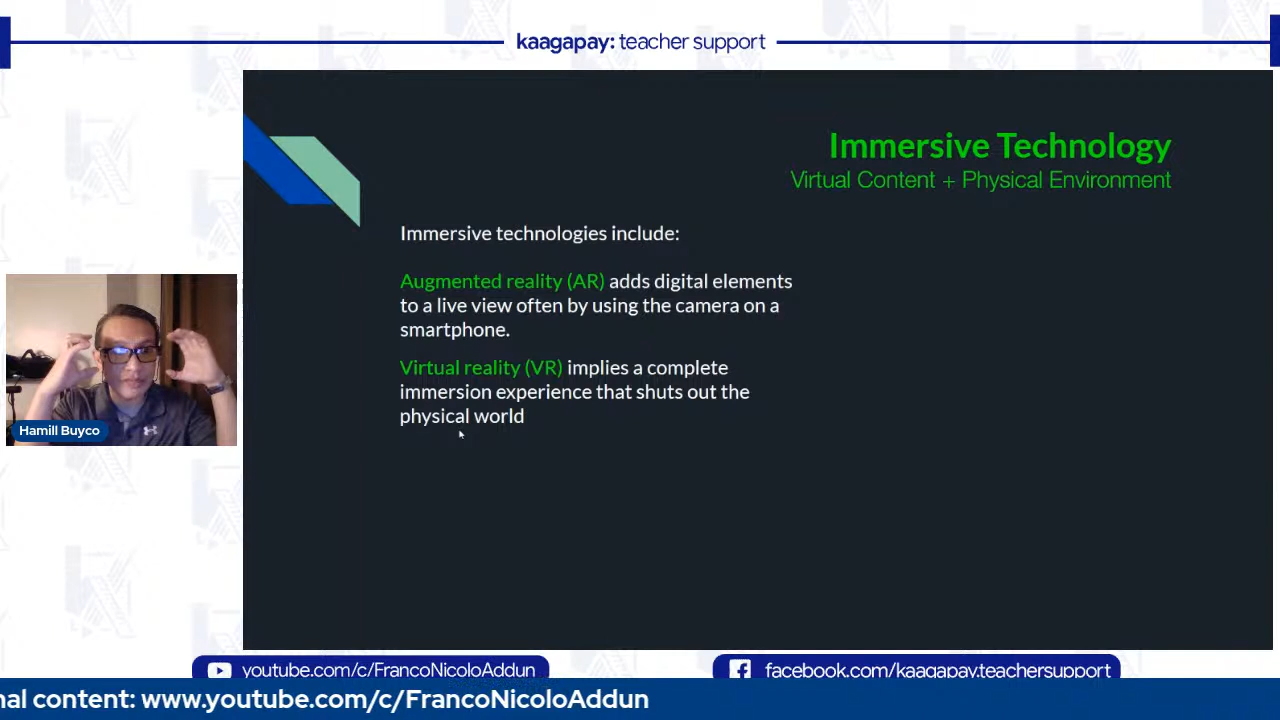 kaagapay: teacher support
Immersive Technology
Virtual Content + Physical Environment
Immersive technologies include:
Augmented reality (AR) adds digital elements
to a live view often by using the camera on a
smartphone.
Virtual reality (VR) implies a complete
immersion experience that shuts out the
physical world
Hamill Buyco
youtube.com/c/FrancoNicoloAddun
facebook.com/kaagapay.teachersupport
nal content: www.youtube.com/c/FrancoNicoloAddun